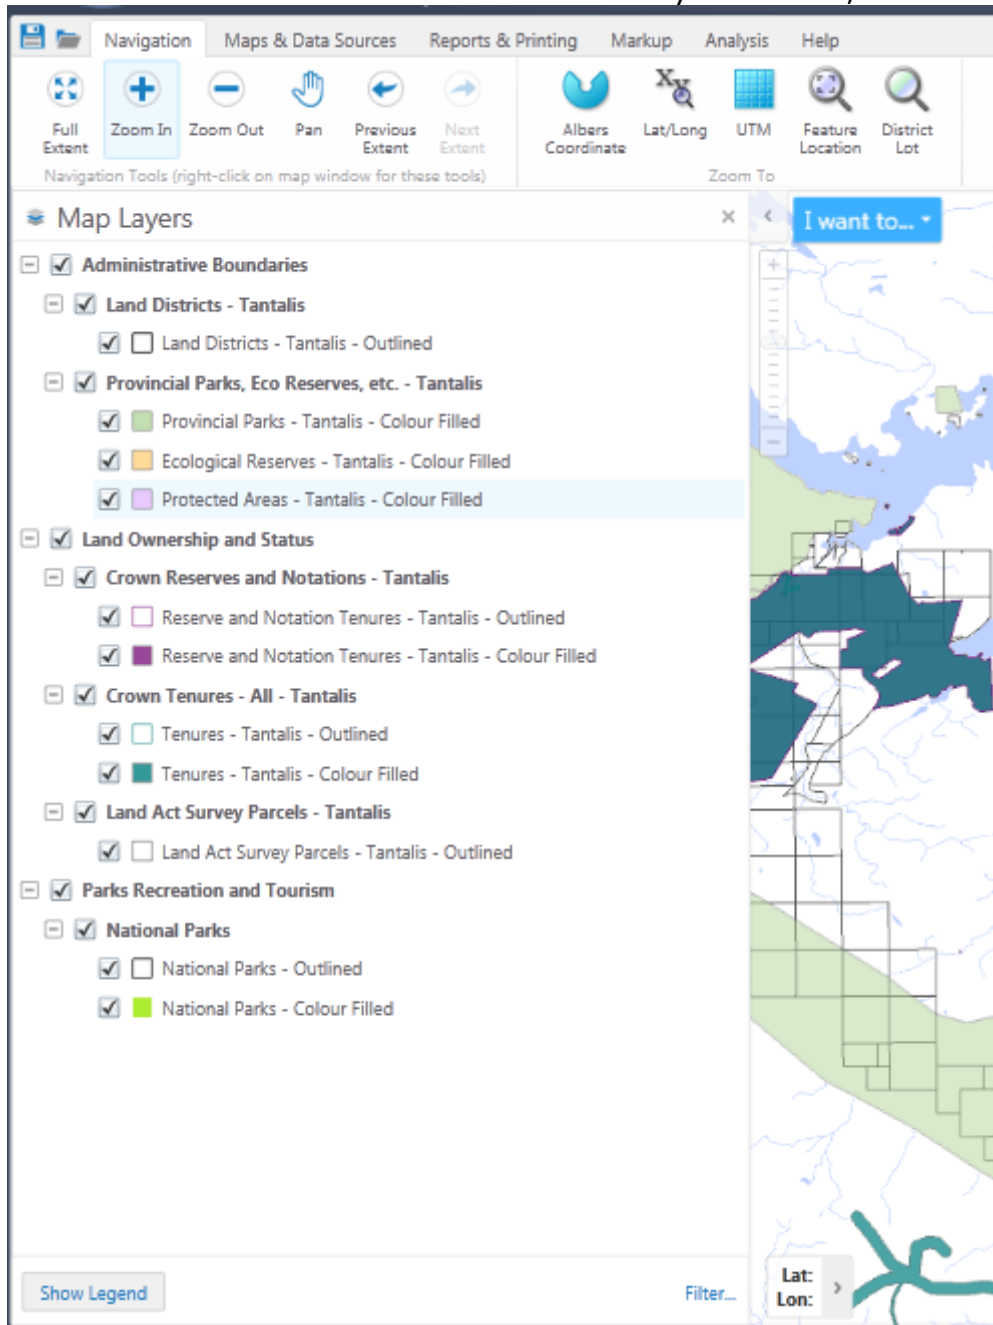 Navigation Maps & Data Sources Reports & Printing Markup Analysis Help
Full Extent
Zoom In
Zoom Out
Pan
Previous Extent
Next Extent
Albers Coordinate
Lat/Long
UTM
Feature Location
District Lot
Navigation Tools (right-click on map window for these tools)
Zoom To
Map Layers
I want to...
Administrative Boundaries
Land Districts - Tantalis
Land Districts - Tantalis - Outlined
Provincial Parks, Eco Reserves, etc. - Tantalis
Provincial Parks - Tantalis - Colour Filled
Ecological Reserves - Tantalis - Colour Filled
Protected Areas - Tantalis - Colour Filled
Land Ownership and Status
Crown Reserves and Notations - Tantalis
Reserve and Notation Tenures - Tantalis - Outlined
Reserve and Notation Tenures - Tantalis - Colour Filled
Crown Tenures - All - Tantalis
Tenures - Tantalis - Outlined
Tenures - Tantalis - Colour Filled
Land Act Survey Parcels - Tantalis
Land Act Survey Parcels - Tantalis - Outlined
Parks Recreation and Tourism
National Parks
National Parks - Outlined
National Parks - Colour Filled
Show Legend
Filter...
Lat:
Lon: